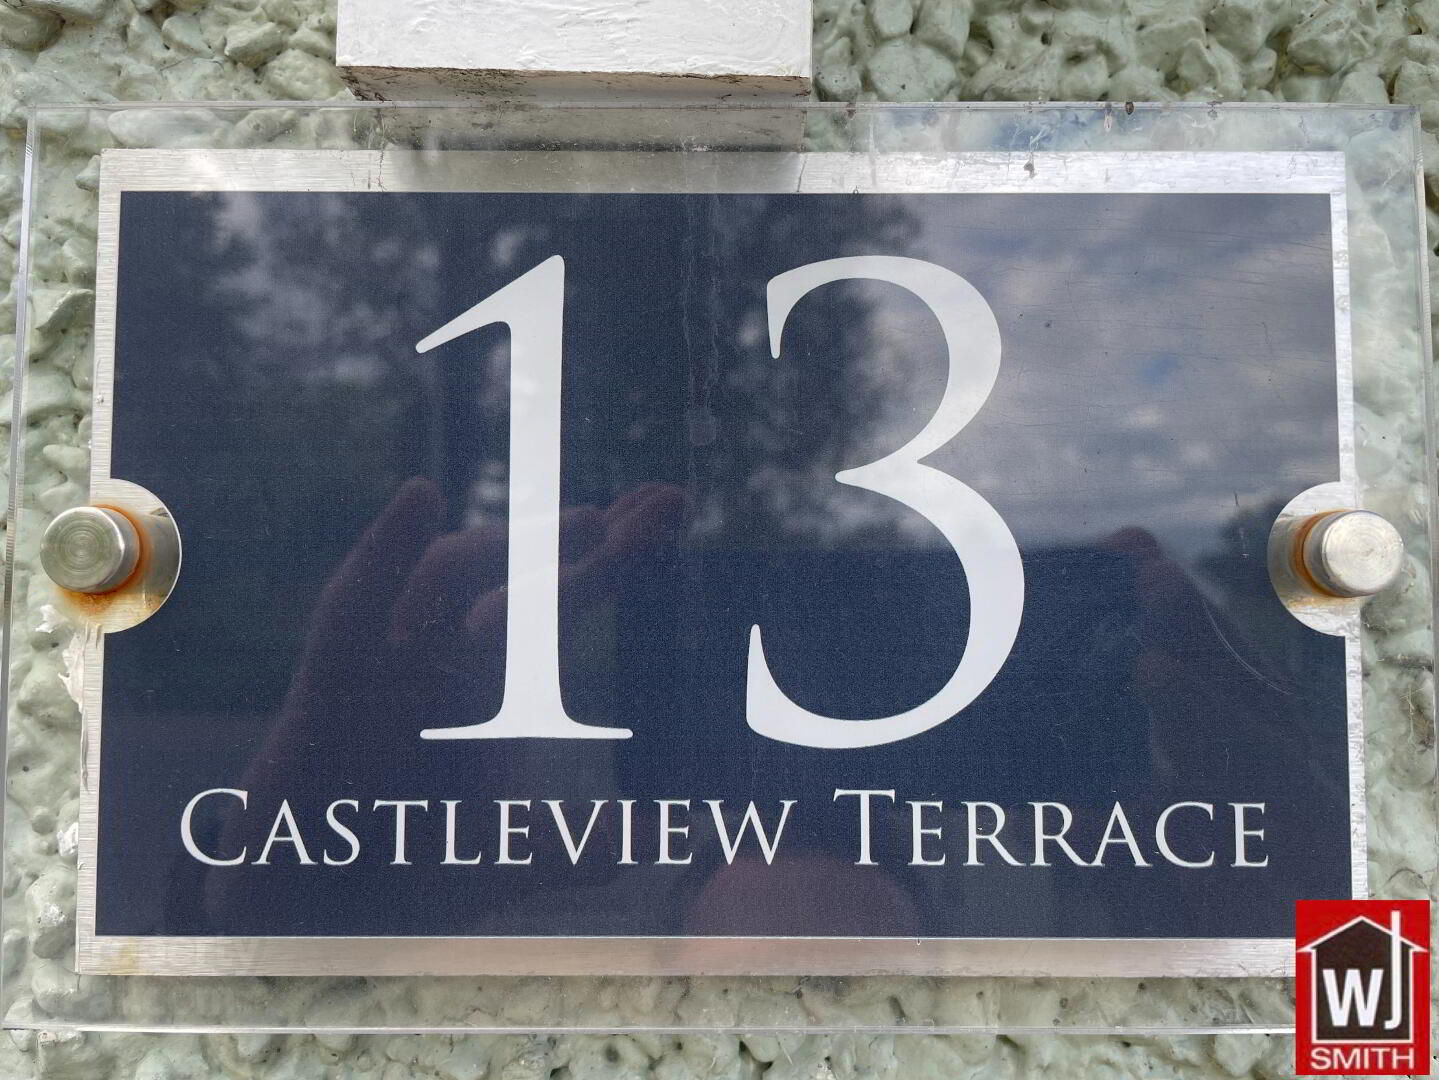 13
CASTLEVIEW TERRACE
WJ
SMITH